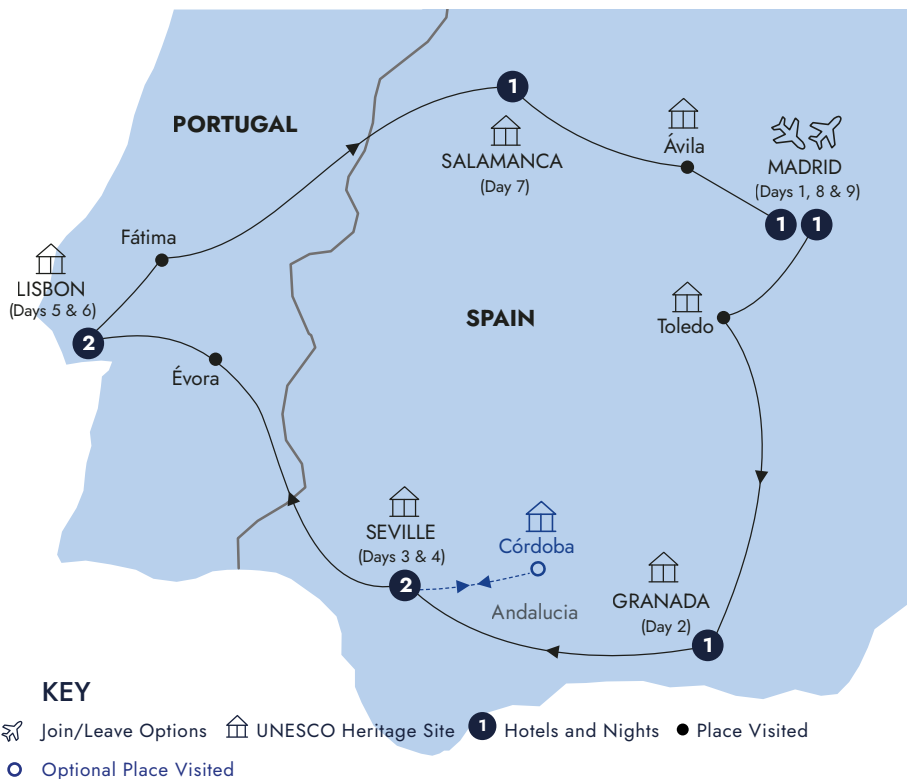 PORTUGAL
1
SALAMANCA
(Day 7)
Ávila
MADRID
(Days 1, 8 & 9)
1
1
Fátima
LISBON
(Days 5 & 6)
2
Évora
SPAIN
Toledo
SEVILLE
(Days 3 & 4)
2
Córdoba
Andalucia
GRANADA
(Day 2)
1
KEY
Join/Leave Options
UNESCO Heritage Site
1 Hotels and Nights
Place Visited
Optional Place Visited